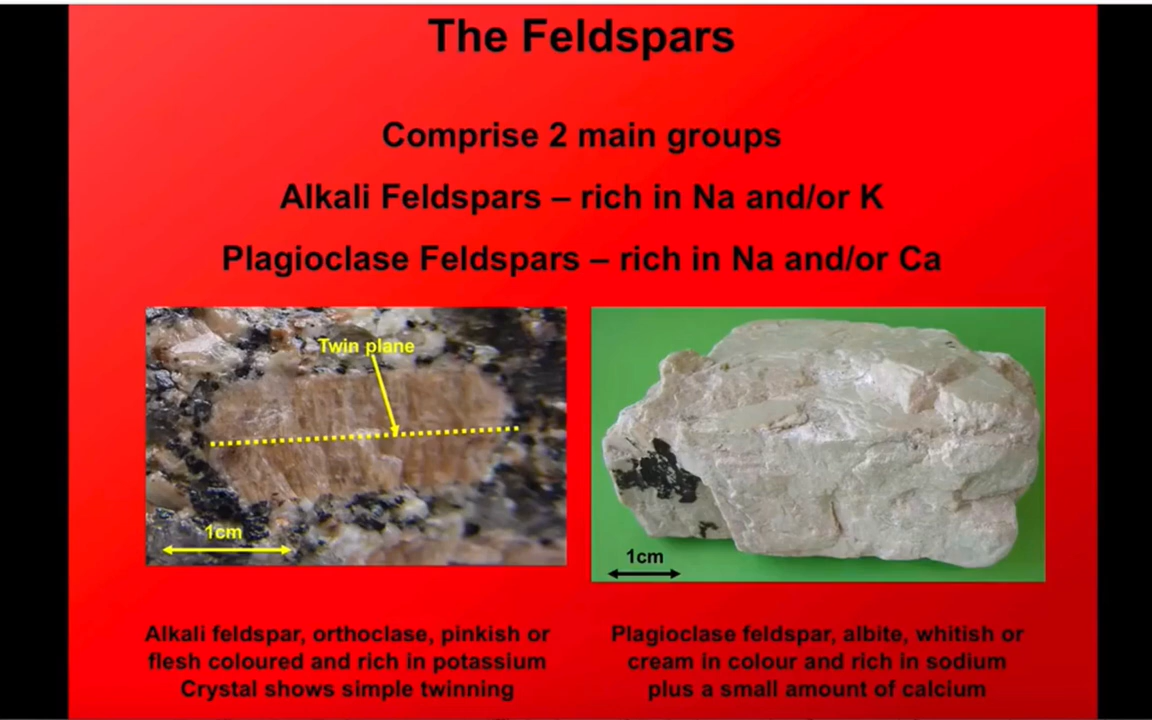 The Feldspars
Comprise 2 main groups
Alkali Feldspars – rich in Na and/or K
Plagioclase Feldspars – rich in Na and/or Ca
Twin plane
1cm
1cm
Alkali feldspar, orthoclase, pinkish or
flesh coloured and rich in potassium
Crystal shows simple twinning
Plagioclase feldspar, albite, whitish or
cream in colour and rich in sodium
plus a small amount of calcium